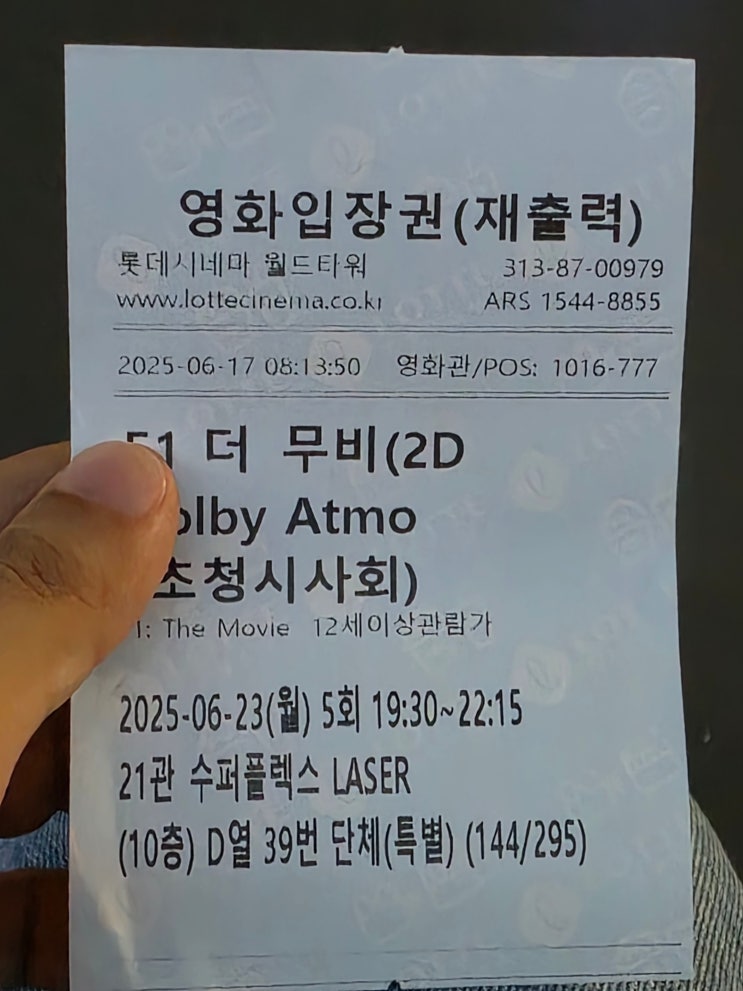 영화입장권(재출력)
롯데시네마 월드타워 313-87-00979
www.lottecinema.co.kr ARS 1544-8855
2025-06-17 08:13:50 영화관/POS: 1016-777
F1 더 무비(2D
olby Atmo
초청시사회)
1: The Movie 12세이상관람가
2025-06-23(월) 5회 19:30~22:15
21관 수퍼플렉스 LASER
(10층) D열 39번 단체(특별) (144/295)